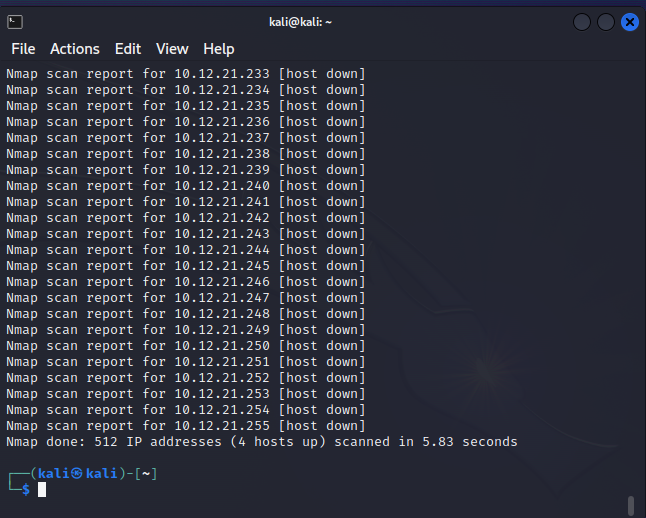 kali@kali: ~
File Actions Edit View Help
Nmap scan report for 10.12.21.233 [host down]
Nmap scan report for 10.12.21.234 [host down]
Nmap scan report for 10.12.21.235 [host down]
Nmap scan report for 10.12.21.236 [host down]
Nmap scan report for 10.12.21.237 [host down]
Nmap scan report for 10.12.21.238 [host down]
Nmap scan report for 10.12.21.239 [host down]
Nmap scan report for 10.12.21.240 [host down]
Nmap scan report for 10.12.21.241 [host down]
Nmap scan report for 10.12.21.242 [host down]
Nmap scan report for 10.12.21.243 [host down]
Nmap scan report for 10.12.21.244 [host down]
Nmap scan report for 10.12.21.245 [host down]
Nmap scan report for 10.12.21.246 [host down]
Nmap scan report for 10.12.21.247 [host down]
Nmap scan report for 10.12.21.248 [host down]
Nmap scan report for 10.12.21.249 [host down]
Nmap scan report for 10.12.21.250 [host down]
Nmap scan report for 10.12.21.251 [host down]
Nmap scan report for 10.12.21.252 [host down]
Nmap scan report for 10.12.21.253 [host down]
Nmap scan report for 10.12.21.254 [host down]
Nmap scan report for 10.12.21.255 [host down]
Nmap done: 512 IP addresses (4 hosts up) scanned in 5.83 seconds
┌──(kali㉿kali)-[~]
└─$